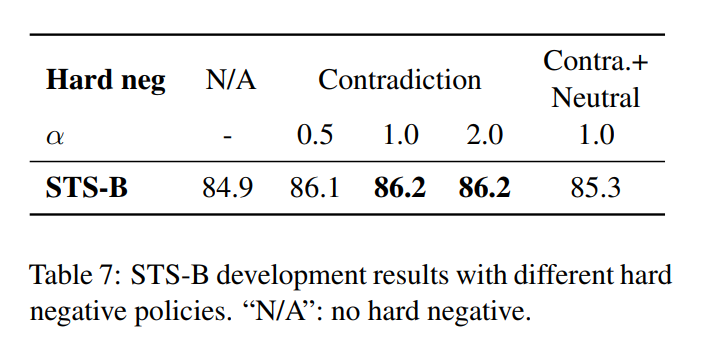 Hard neg N/A Contradiction Contra.+ Neutral
α - 0.5 1.0 2.0 1.0
STS-B 84.9 86.1 86.2 86.2 85.3
Table 7: STS-B development results with different hard
negative policies. “N/A”: no hard negative.